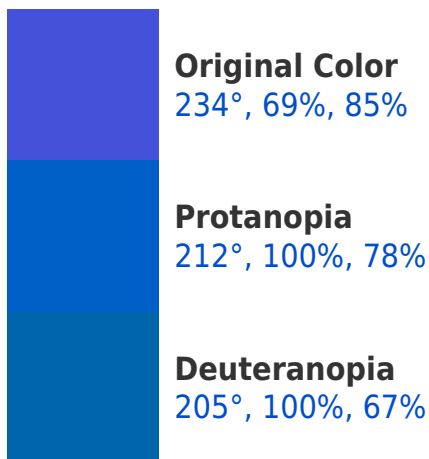 Original Color
234°, 69%, 85%
Protanopia
212°, 100%, 78%
Deuteranopia
205°, 100%, 67%